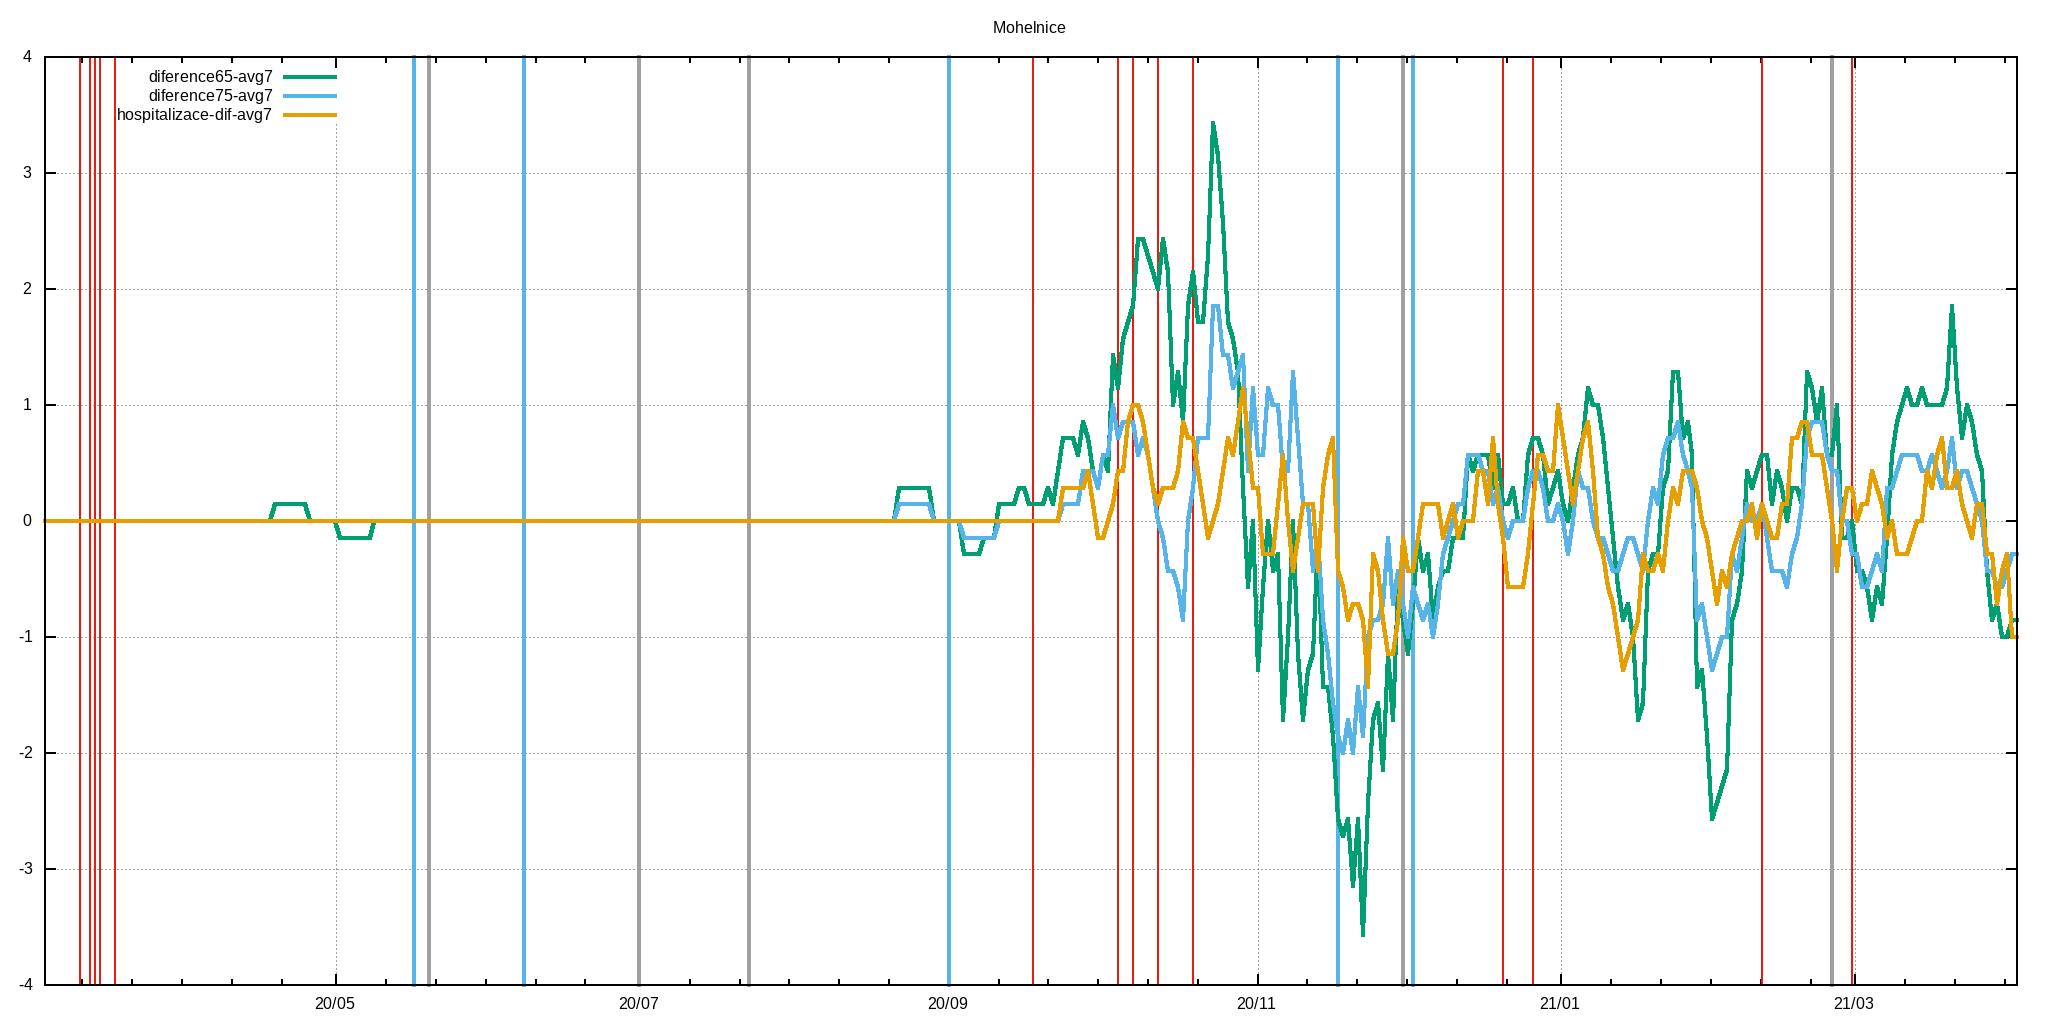 Mohelnice
diference65-avg7
diference75-avg7
hospitalizace-dif-avg7
4
3
2
1
0
-1
-2
-3
-4
20/05 20/07 20/09 20/11 21/01 21/03